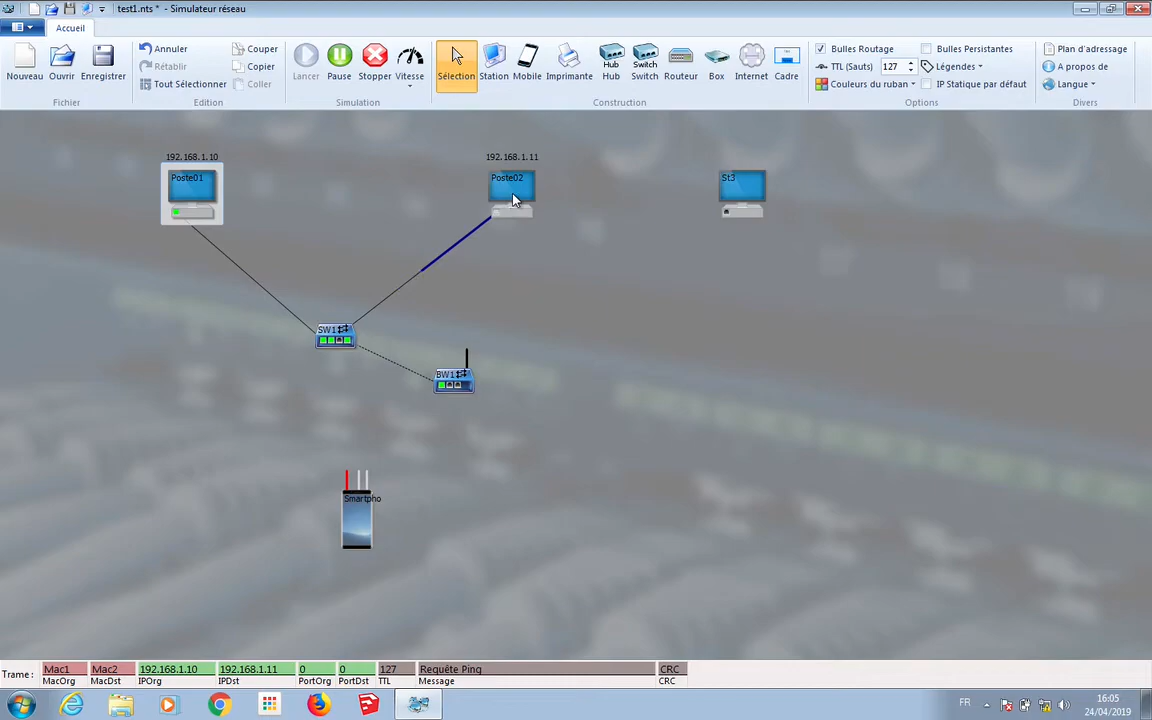 test1.nts * - Simulateur réseau
Accueil
Nouveau
Ouvrir
Enregistrer
Fichier
Annuler
Rétablir
Tout Sélectionner
Couper
Copier
Coller
Edition
Lancer
Pause
Stopper
Vitesse
Simulation
Sélection
Station
Mobile
Imprimante
Hub
Hub
Switch
Switch
Routeur
Box
Internet
Cadre
Construction
Bulles Routage
Bulles Persistantes
TTL (Sauts) 127
Légendes
Couleurs du ruban
IP Statique par défaut
Options
Plan d'adressage
A propos de
Langue
Divers
192.168.1.10
Poste01
192.168.1.11
Poste02
St3
SW1
BW1
Smartpho
Trame :
Mac1 Mac2 192.168.1.10 192.168.1.11 0 0 127 Requête Ping CRC
MacOrg MacDst IPOrg IPDst PortOrg PortDst TTL Message CRC
FR
16:05
24/04/2019